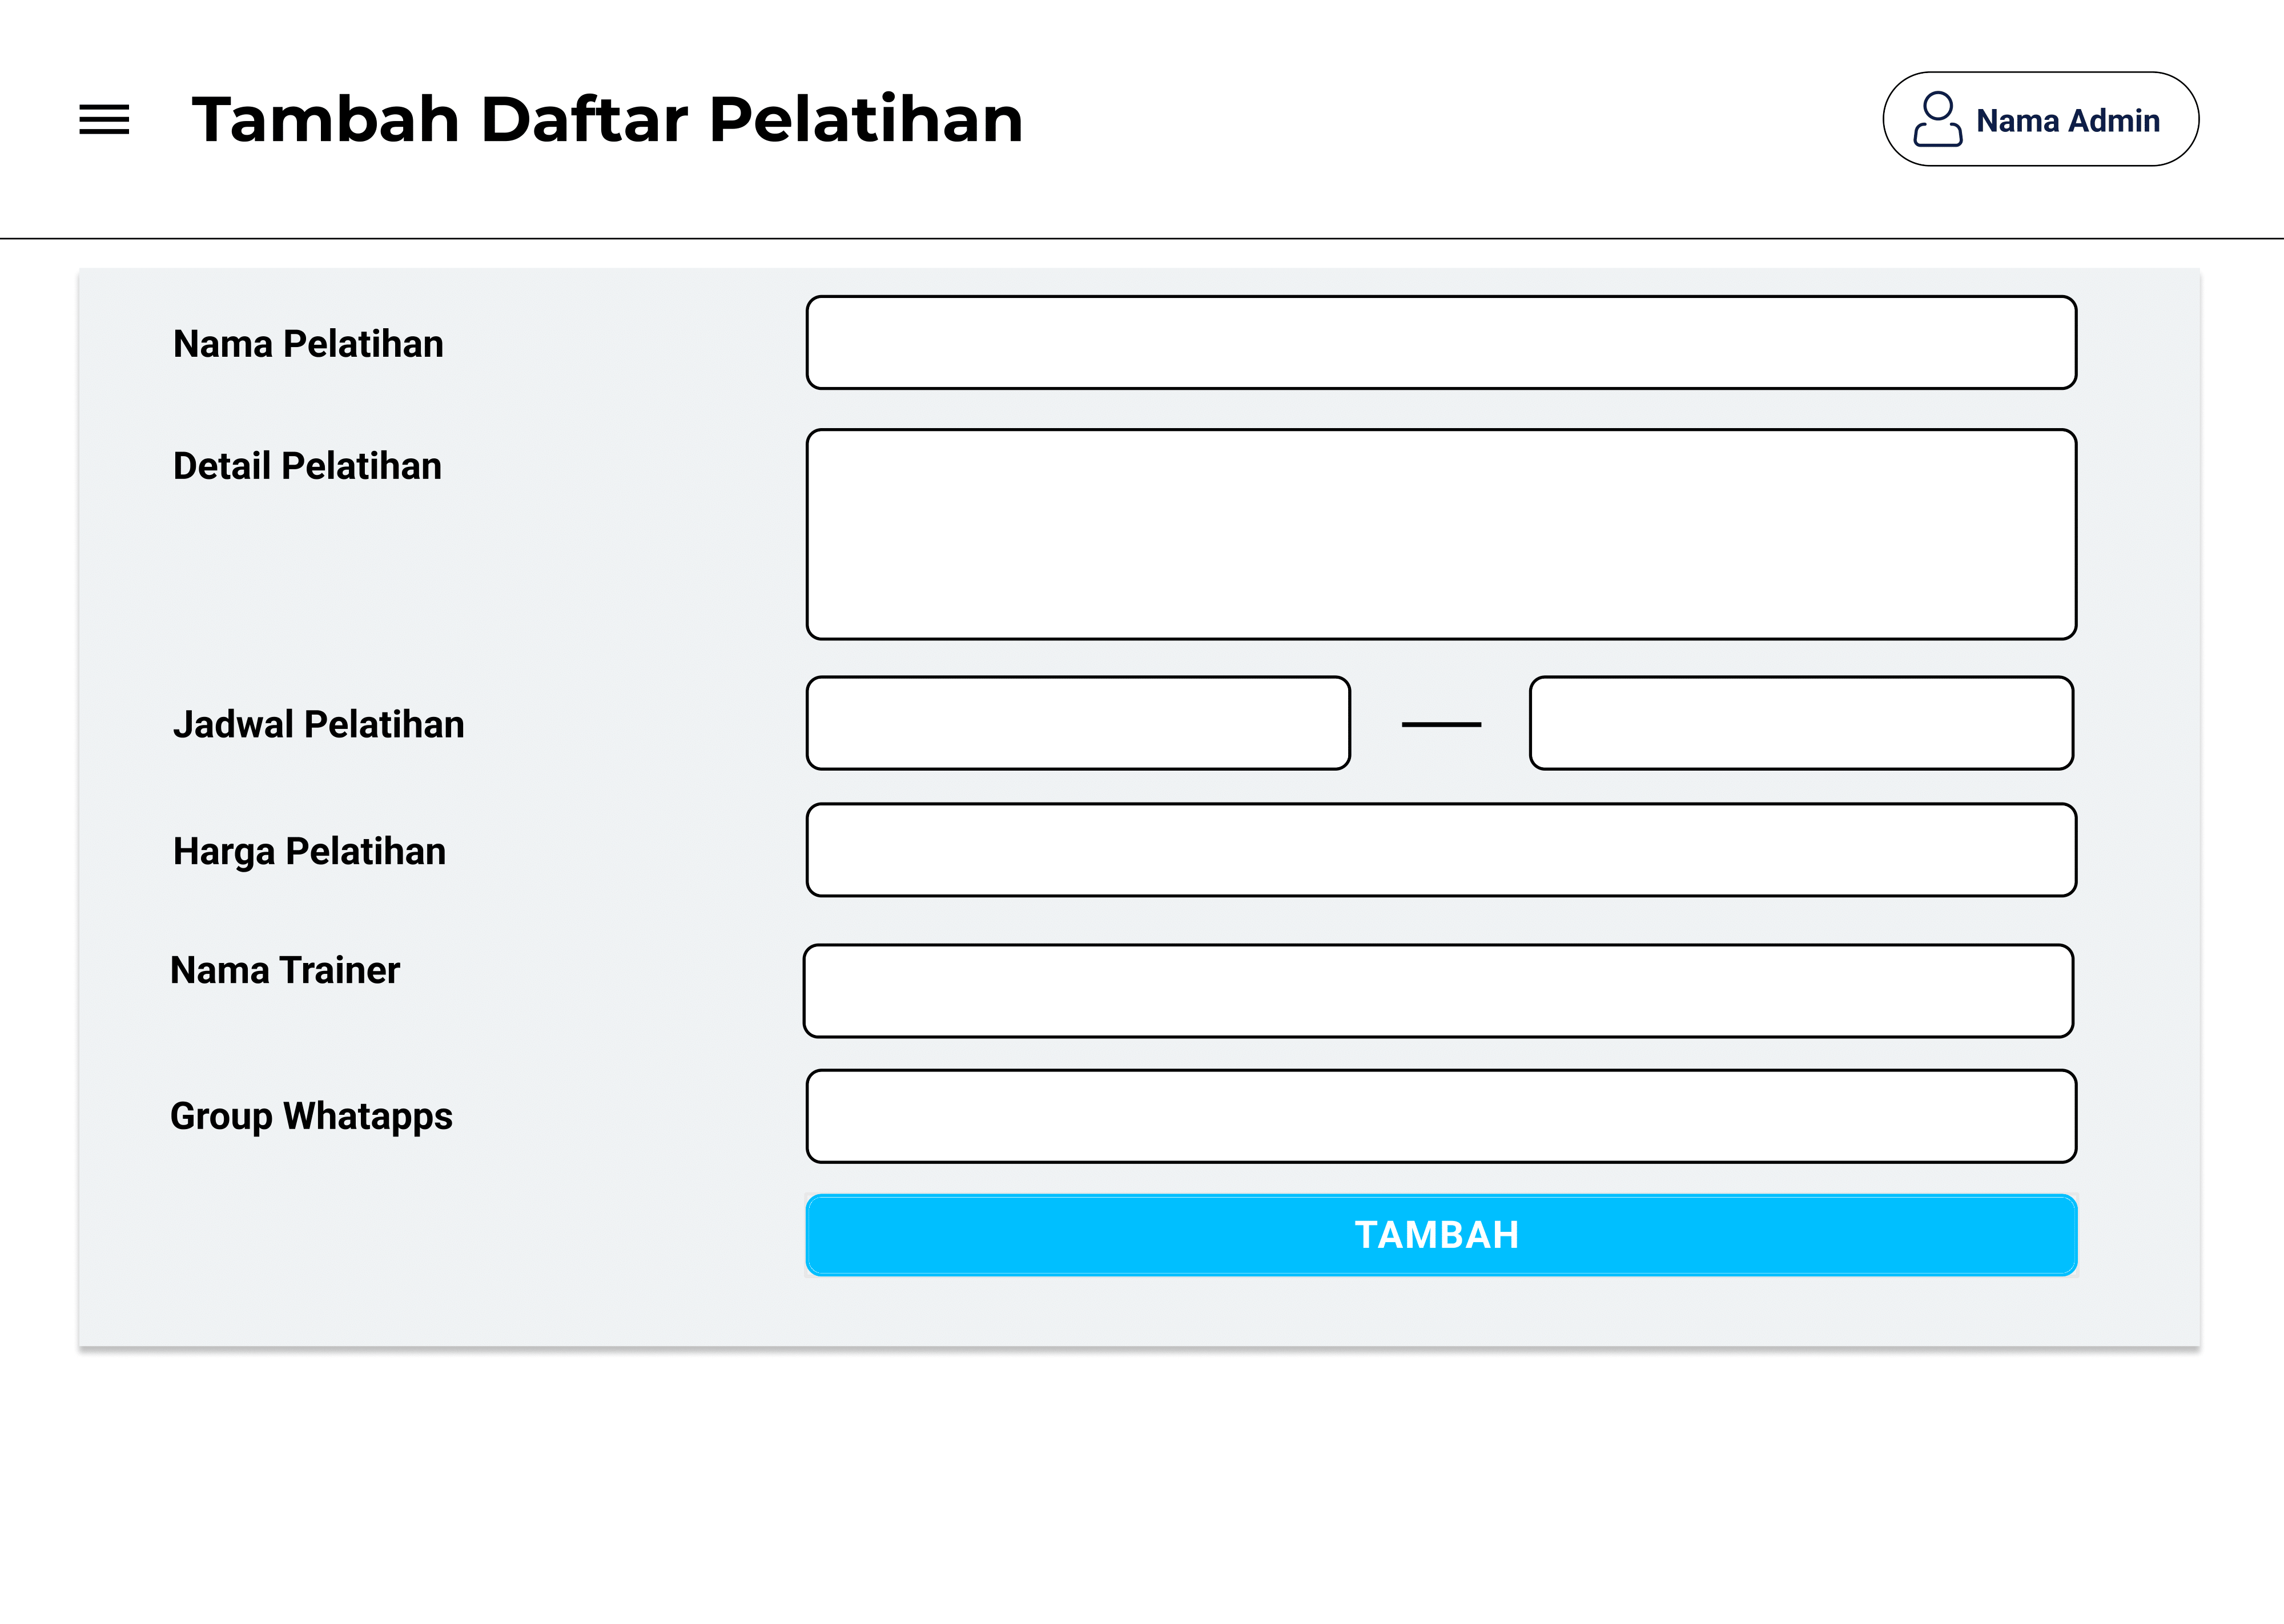 Tambah Daftar Pelatihan
Nama Admin
Nama Pelatihan
Detail Pelatihan
Jadwal Pelatihan
Harga Pelatihan
Nama Trainer
Group Whatapps
TAMBAH